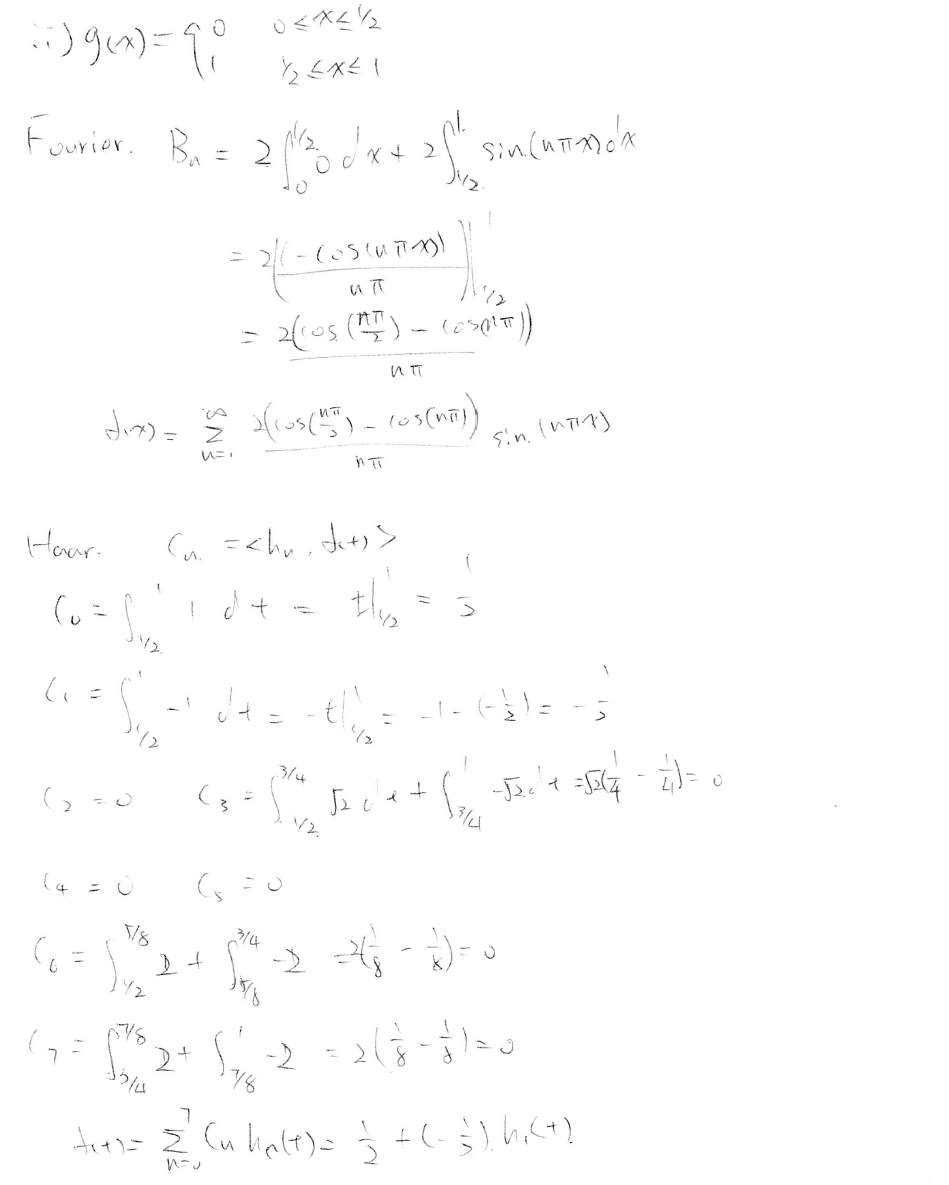 ii) g(x) = { 0   0 ≤ x ≤ 1/2
1   1/2 ≤ x ≤ 1
Fourier. Bn = 2 ∫_0^{1/2} 0 dx + 2 ∫_{1/2}^1 sin(nπx) dx
= 2 ( (-cos(nπx)) / nπ ) |_{1/2}^1
= 2(cos(nπ/2) - cos(nπ)) / nπ
f(x) = Σ_{n=1}^∞ 2(cos(nπ/2) - cos(nπ)) / nπ sin(nπx)
Haar. Cn = <hn, f(t)>
C0 = ∫_{1/2}^1 1 dt = t|_{1/2}^1 = 1/2
C1 = ∫_{1/2}^1 -1 dt = -t|_{1/2}^1 = -1-(-1/2) = -1/2
C2 = 0   C3 = ∫_{1/2}^{3/4} √2 dt + ∫_{3/4}^1 -√2 dt = √2(1/4 - 1/4) = 0
C4 = 0   C5 = 0
C6 = ∫_{1/2}^{5/8} 2 + ∫_{5/8}^{3/4} -2 = 2(1/8 - 1/8) = 0
C7 = ∫_{3/4}^{7/8} 2 + ∫_{7/8}^1 -2 = 2(1/8 - 1/8) = 0
f(t) = Σ_{n=0}^7 Cn hn(t) = 1/2 + (-1/2) h1(t)